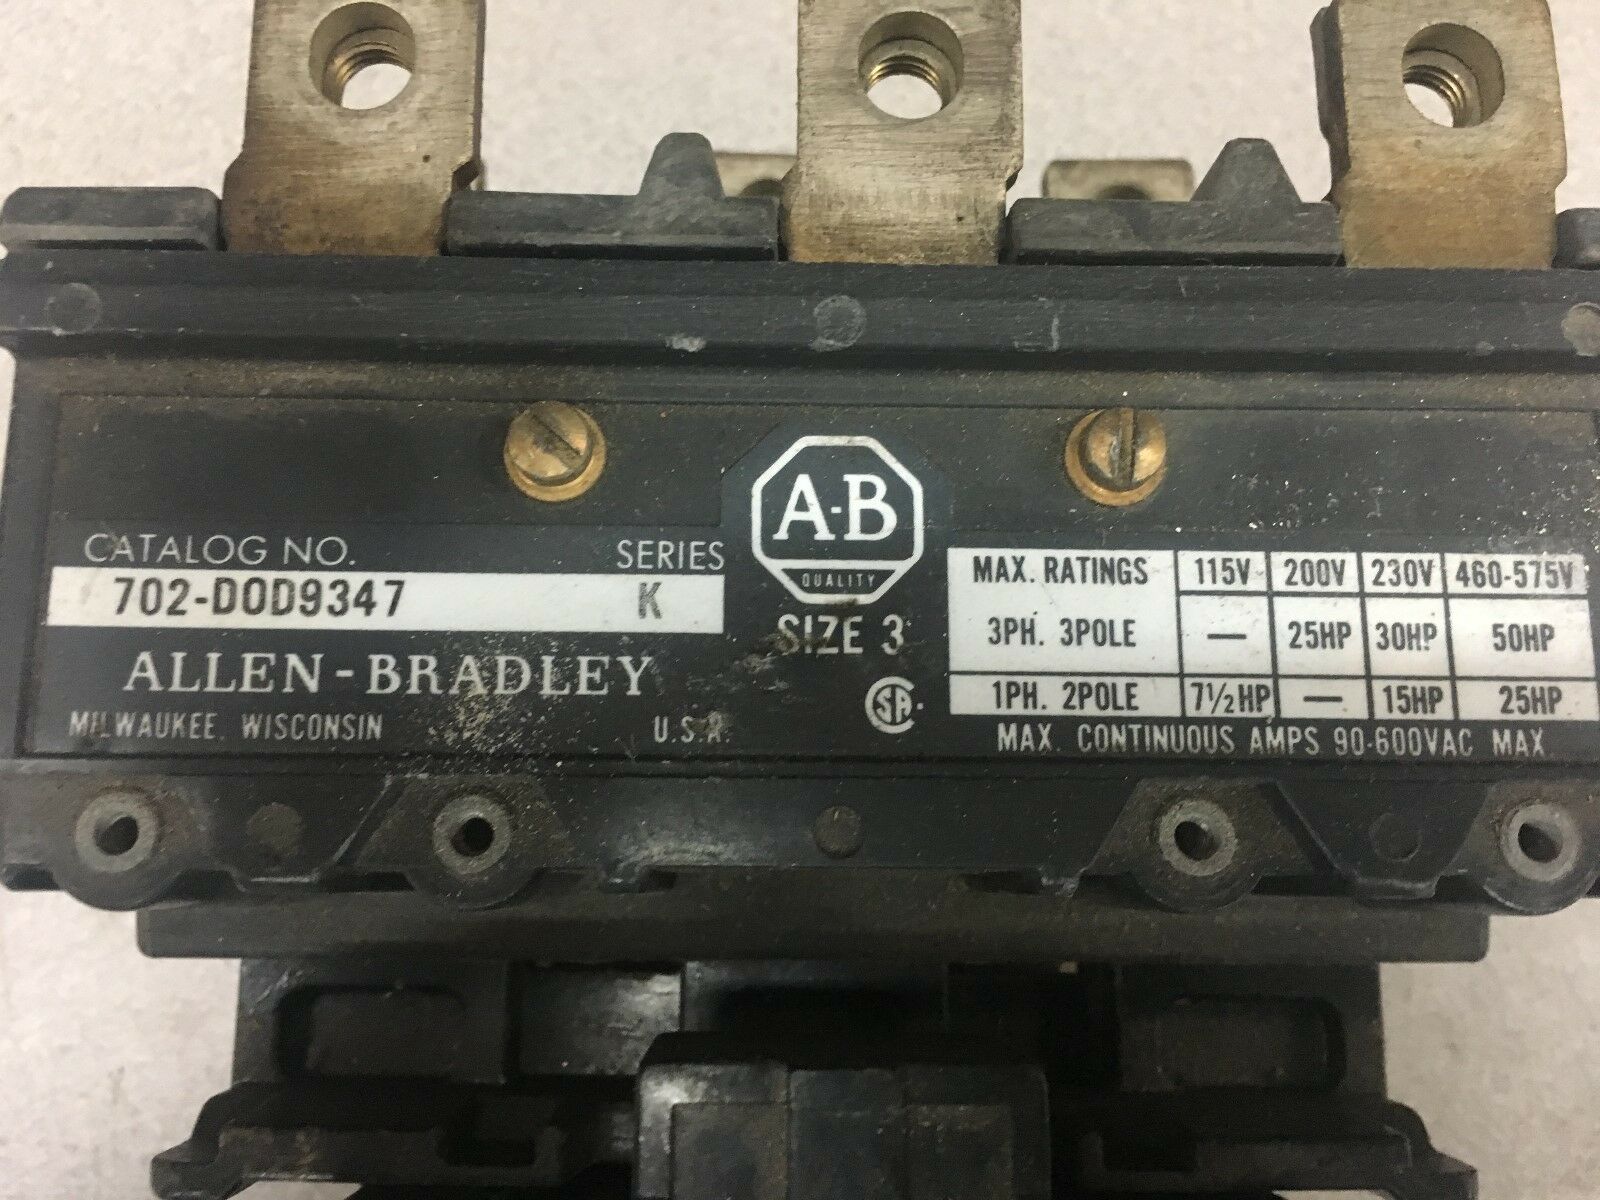 CATALOG NO. SERIES
702-DOD9347 K
ALLEN-BRADLEY
MILWAUKEE, WISCONSIN U.S.A.
A-B
QUALITY
SIZE 3
SA
MAX. RATINGS 115V 200V 230V 460-575V
3PH. 3POLE — 25HP 30HP 50HP
1PH. 2POLE 7½HP — 15HP 25HP
MAX. CONTINUOUS AMPS 90-600VAC MAX.